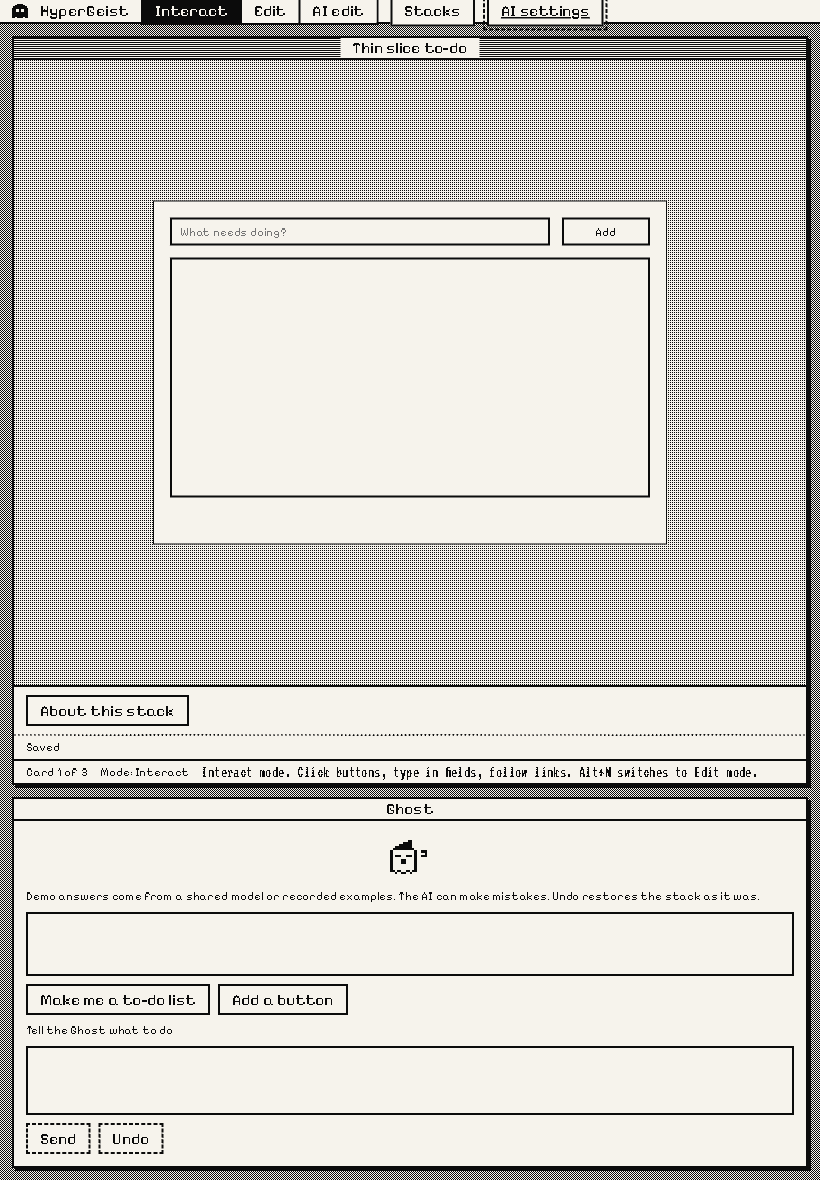 HyperGeist Interact Edit AI edit Stacks AI settings
Thin slice to-do
What needs doing? Add
About this stack
Saved
Card 1 of 3 Mode: Interact Interact mode. Click buttons, type in fields, follow links. Alt+N switches to Edit mode.
Ghost
Demo answers come from a shared model or recorded examples. The AI can make mistakes. Undo restores the stack as it was.
Make me a to-do list Add a button
Tell the Ghost what to do
Send Undo